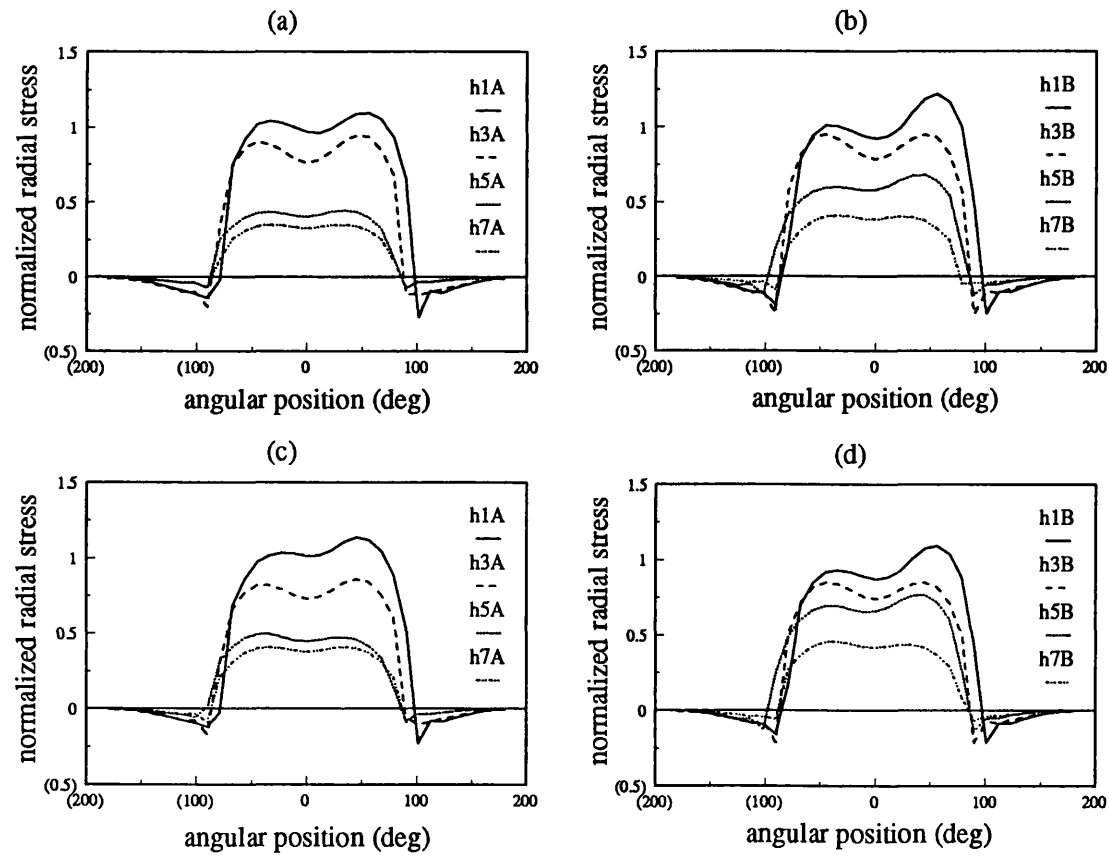 (a)
normalized radial stress
1.5
1
0.5
0
(0.5)
h1A
h3A
h5A
h7A
(200)
(100)
0
100
200
angular position (deg)
(b)
normalized radial stress
1.5
1
0.5
0
(0.5)
h1B
h3B
h5B
h7B
(200)
(100)
0
100
200
angular position (deg)
(c)
normalized radial stress
1.5
1
0.5
0
(0.5)
h1A
h3A
h5A
h7A
(200)
(100)
0
100
200
angular position (deg)
(d)
normalized radial stress
1.5
1
0.5
0
(0.5)
h1B
h3B
h5B
h7B
(200)
(100)
0
100
200
angular position (deg)